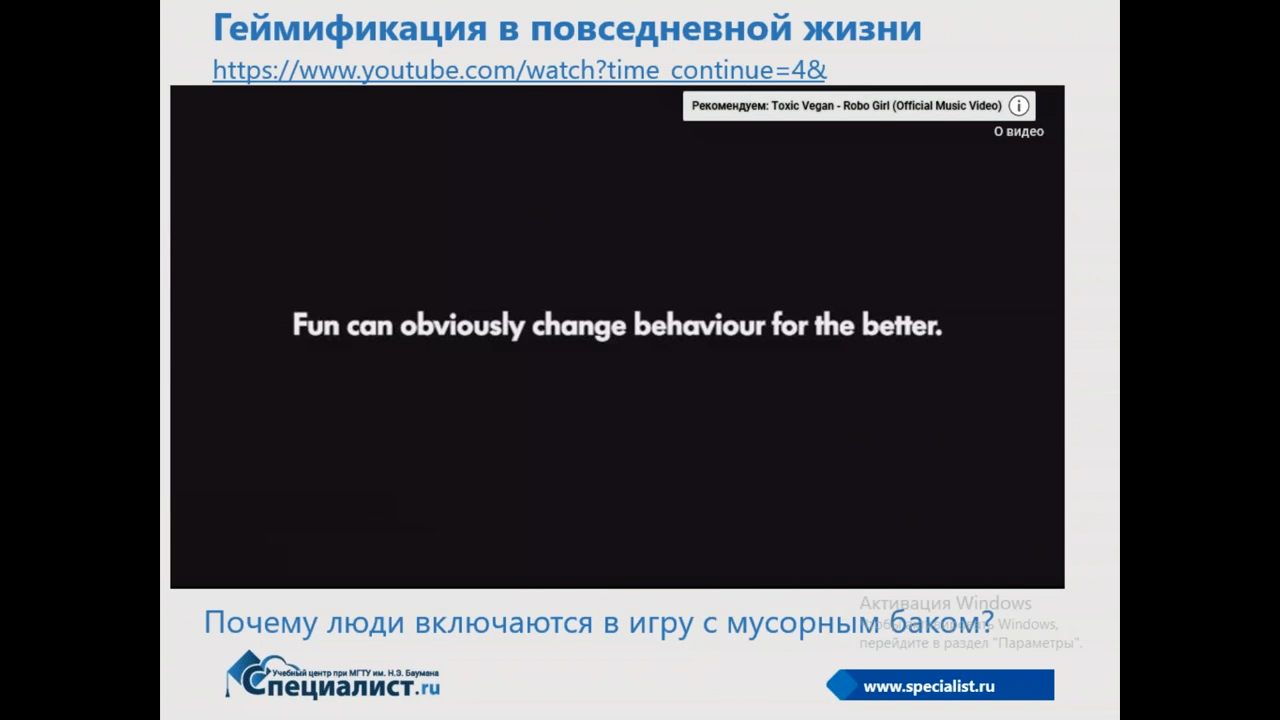 Геймификация в повседневной жизни
https://www.youtube.com/watch?time_continue=4&
Рекомендуем: Toxic Vegan - Robo Girl (Official Music Video)
О видео
Fun can obviously change behaviour for the better.
Почему люди включаются в игру с мусорным баком?
Активация Windows
Windows,
перейдите в раздел "Параметры".
Учебный центр при МГТУ им. Н.Э. Баумана
Специалист.ru
www.specialist.ru